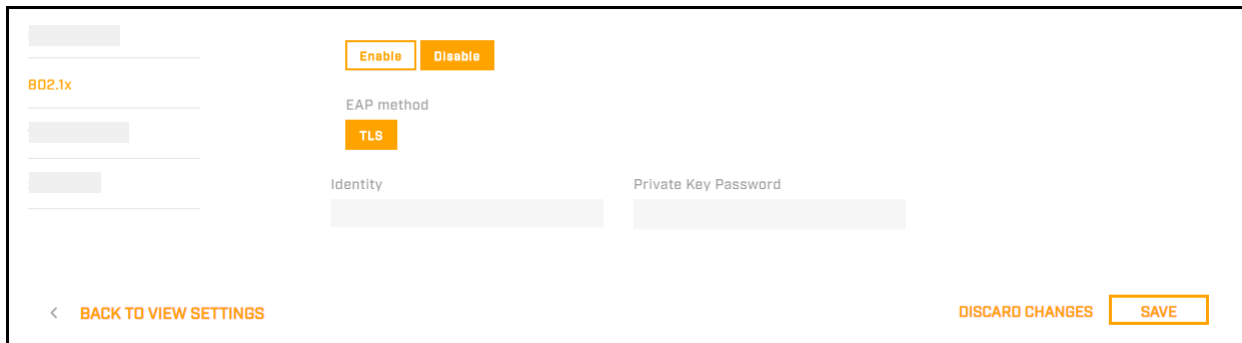 Enable Disable
802.1x
EAP method
TLS
Identity Private Key Password
< BACK TO VIEW SETTINGS DISCARD CHANGES SAVE